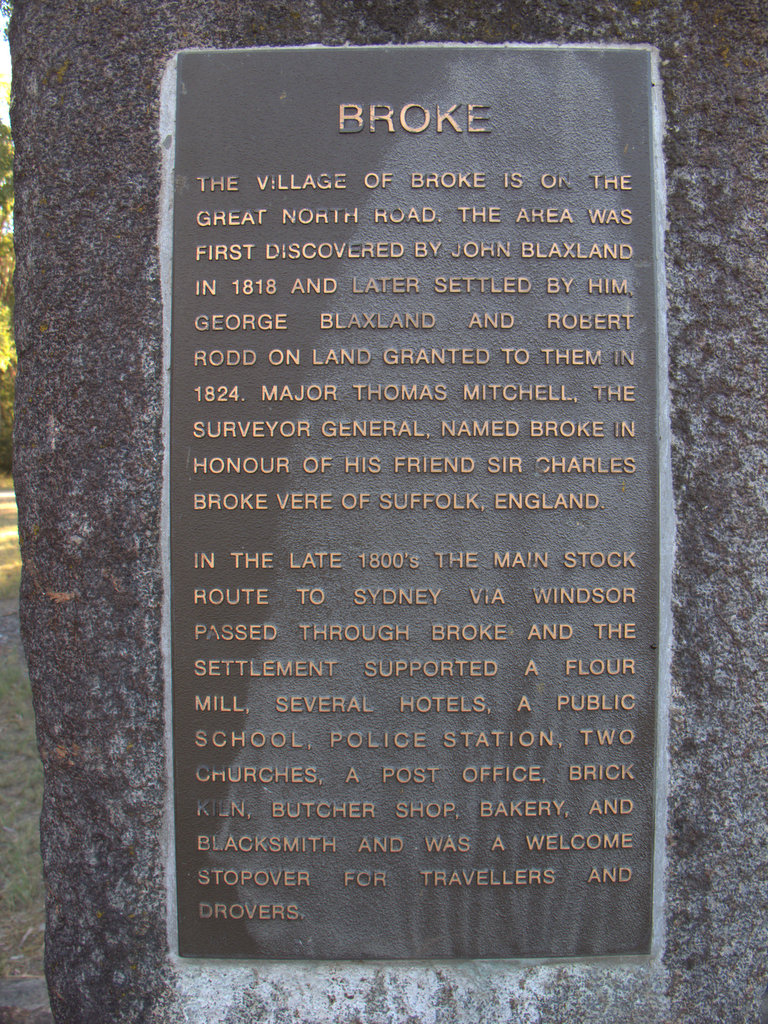 BROKE
THE VILLAGE OF BROKE IS ON THE
GREAT NORTH ROAD. THE AREA WAS
FIRST DISCOVERED BY JOHN BLAXLAND
IN 1818 AND LATER SETTLED BY HIM,
GEORGE BLAXLAND AND ROBERT
RODD ON LAND GRANTED TO THEM IN
1824. MAJOR THOMAS MITCHELL, THE
SURVEYOR GENERAL, NAMED BROKE IN
HONOUR OF HIS FRIEND SIR CHARLES
BROKE VERE OF SUFFOLK, ENGLAND.
IN THE LATE 1800's THE MAIN STOCK
ROUTE TO SYDNEY VIA WINDSOR
PASSED THROUGH BROKE AND THE
SETTLEMENT SUPPORTED A FLOUR
MILL, SEVERAL HOTELS, A PUBLIC
SCHOOL, POLICE STATION, TWO
CHURCHES, A POST OFFICE, BRICK
KILN, BUTCHER SHOP, BAKERY, AND
BLACKSMITH AND WAS A WELCOME
STOPOVER FOR TRAVELLERS AND
DROVERS.